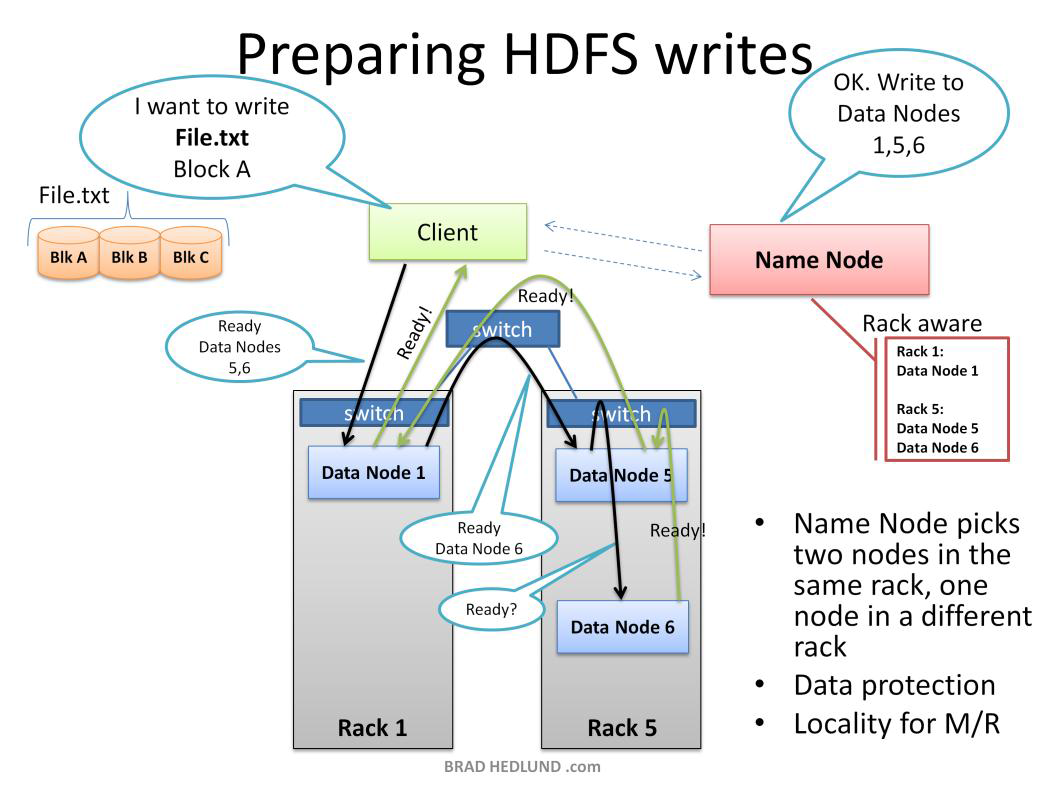 Preparing HDFS writes
I want to write
File.txt
Block A
OK. Write to
Data Nodes
1,5,6
File.txt
Blk A
Blk B
Blk C
Client
Name Node
Ready!
Ready!
switch
Ready
Data Nodes
5,6
Rack aware
Rack 1:
Data Node 1
Rack 5:
Data Node 5
Data Node 6
switch
switch
Data Node 1
Data Node 5
Ready
Data Node 6
Ready!
Ready?
Data Node 6
Rack 1
Rack 5
• Name Node picks
two nodes in the
same rack, one
node in a different
rack
• Data protection
• Locality for M/R
BRAD HEDLUND .com